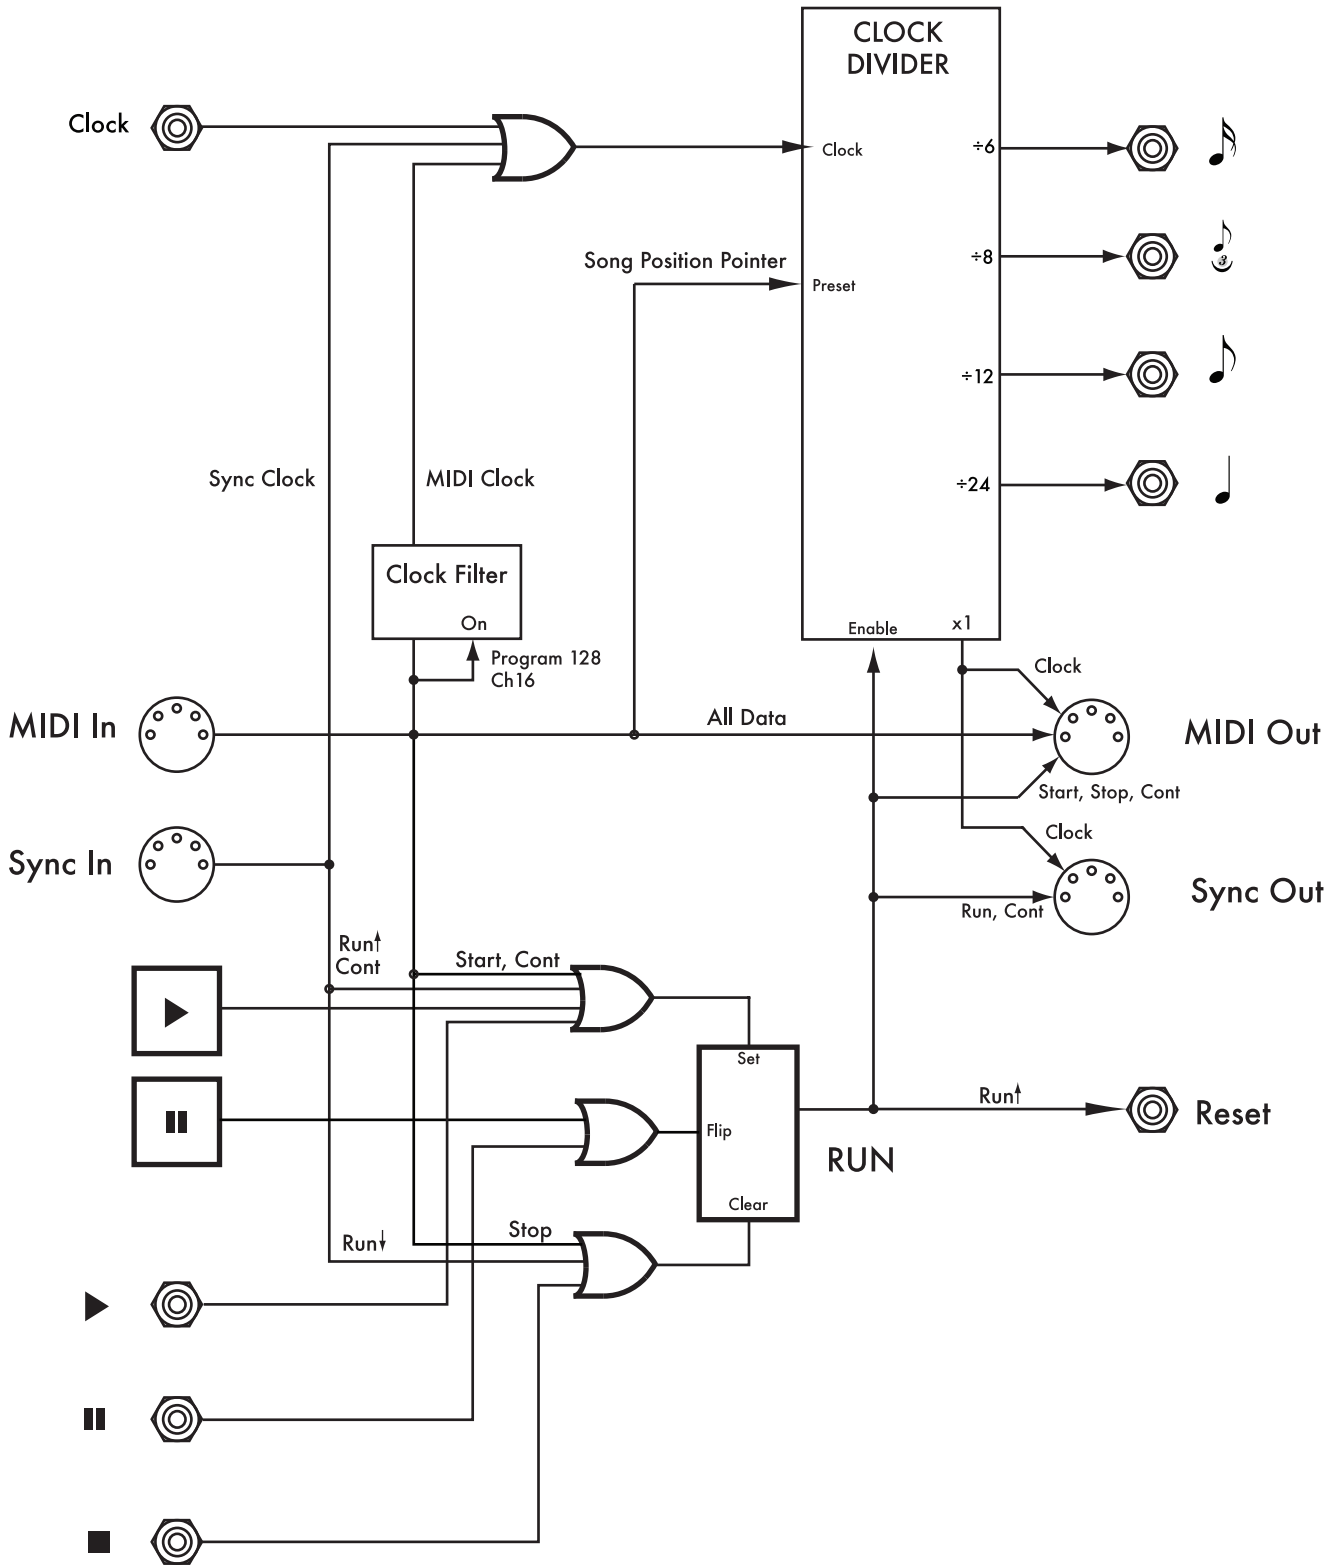 CLOCK
DIVIDER
Clock
Clock
÷6
÷8
3
Song Position Pointer
Preset
÷12
Sync Clock
MIDI Clock
÷24
Clock Filter
On
Enable
x1
Program 128
Ch16
Clock
MIDI In
All Data
MIDI Out
Start, Stop, Cont
Clock
Sync In
Sync Out
Run, Cont
Run↑
Cont
Start, Cont
Set
Run↑
Reset
Flip
RUN
Clear
Stop
Run↓